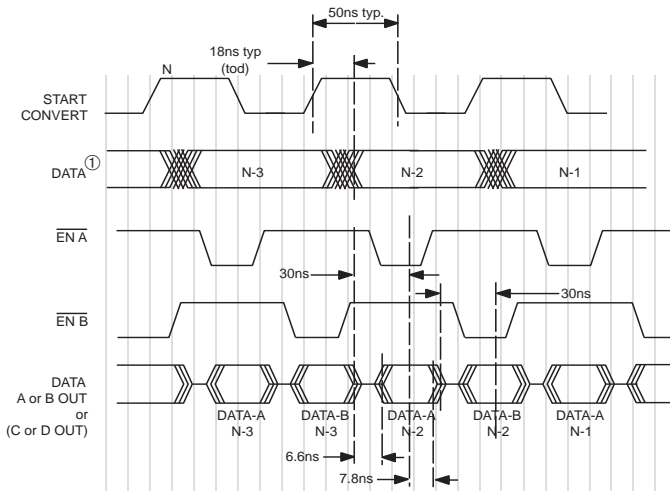 50ns typ.
18ns typ
(tod)
N
START
CONVERT
DATA①
N-3
N-2
N-1
EN A
30ns
30ns
EN B
DATA
A or B OUT
or
(C or D OUT)
DATA-A
N-3
DATA-B
N-3
DATA-A
N-2
DATA-B
N-2
DATA-A
N-1
6.6ns
7.8ns